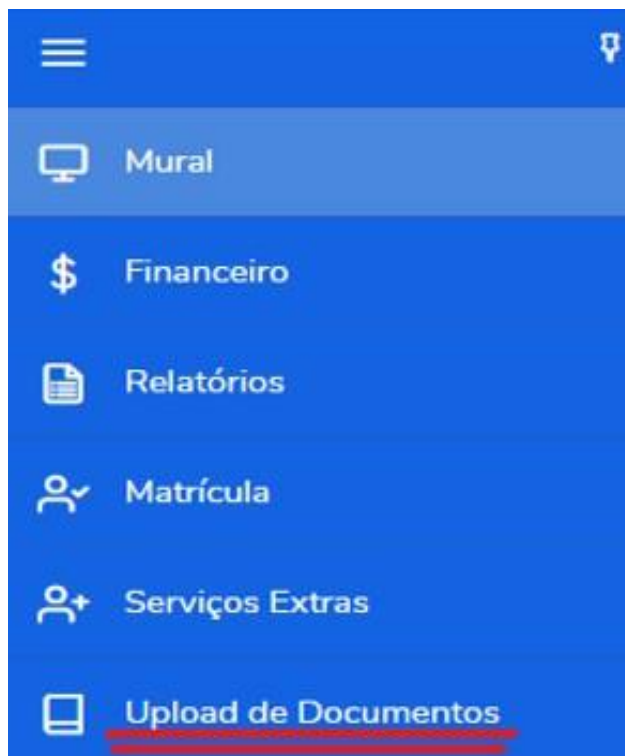 Mural
Financeiro
Relatórios
Matrícula
Serviços Extras
Upload de Documentos